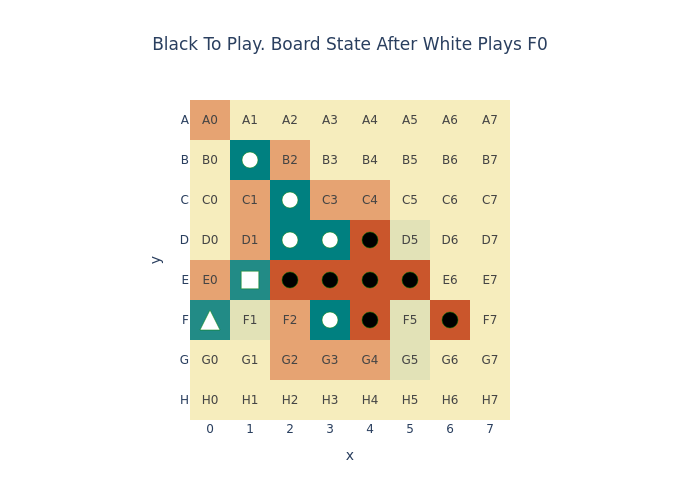 Black To Play. Board State After White Plays F0
A A0 A1 A2 A3 A4 A5 A6 A7
B B0 B2 B3 B4 B5 B6 B7
C C0 C1 C3 C4 C5 C6 C7
y
D D0 D1 D5 D6 D7
E E0 E6 E7
F F1 F2 F5 F7
G G0 G1 G2 G3 G4 G5 G6 G7
H H0 H1 H2 H3 H4 H5 H6 H7
0 1 2 3 4 5 6 7
x